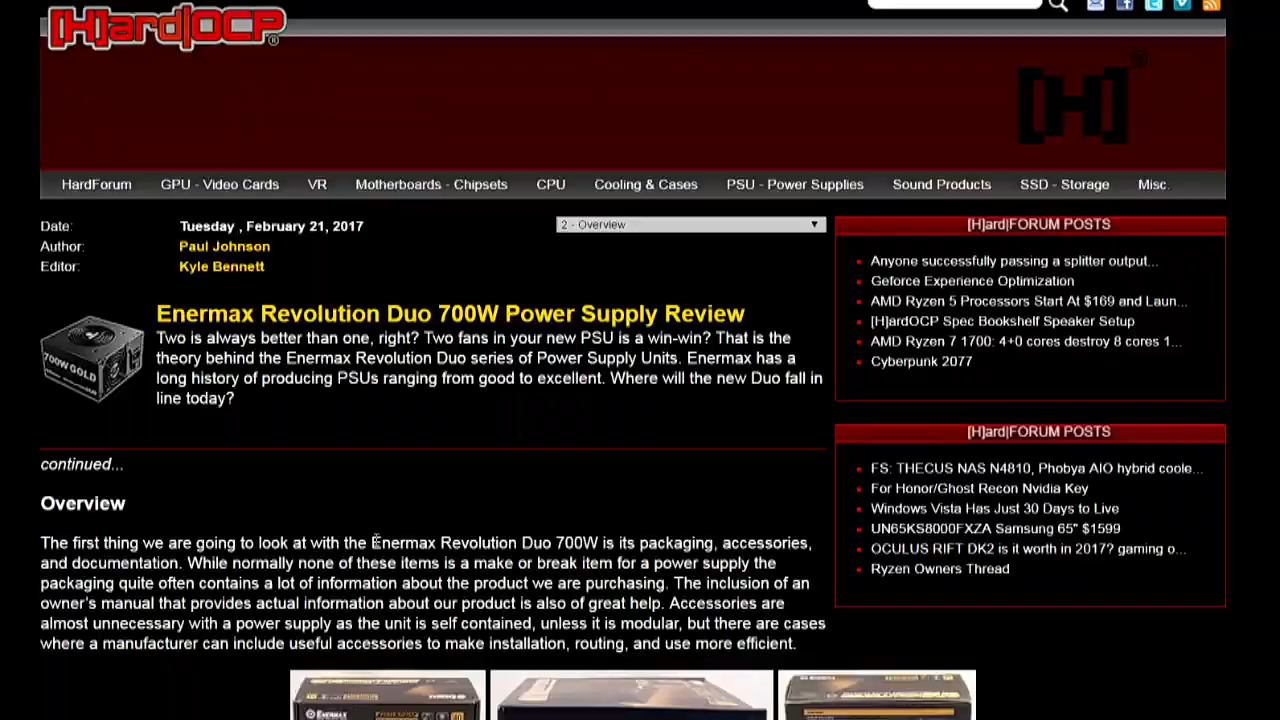 [H]ard|OCP®
HardForum GPU - Video Cards VR Motherboards - Chipsets CPU Cooling & Cases PSU - Power Supplies Sound Products SSD - Storage Misc.
Date: Tuesday , February 21, 2017
Author: Paul Johnson
Editor: Kyle Bennett
2 - Overview
700W GOLD
Enermax Revolution Duo 700W Power Supply Review
Two is always better than one, right? Two fans in your new PSU is a win-win? That is the
theory behind the Enermax Revolution Duo series of Power Supply Units. Enermax has a
long history of producing PSUs ranging from good to excellent. Where will the new Duo fall in
line today?
continued...
Overview
The first thing we are going to look at with the Enermax Revolution Duo 700W is its packaging, accessories,
and documentation. While normally none of these items is a make or break item for a power supply the
packaging quite often contains a lot of information about the product we are purchasing. The inclusion of an
owner's manual that provides actual information about our product is also of great help. Accessories are
almost unnecessary with a power supply as the unit is self contained, unless it is modular, but there are cases
where a manufacturer can include useful accessories to make installation, routing, and use more efficient.
ENERMAX
[H]®
[H]ard|FORUM POSTS
Anyone successfully passing a splitter output...
Geforce Experience Optimization
AMD Ryzen 5 Processors Start At $169 and Laun...
[H]ardOCP Spec Bookshelf Speaker Setup
AMD Ryzen 7 1700: 4+0 cores destroy 8 cores 1...
Cyberpunk 2077
[H]ard|FORUM POSTS
FS: THECUS NAS N4810, Phobya AIO hybrid coole...
For Honor/Ghost Recon Nvidia Key
Windows Vista Has Just 30 Days to Live
UN65KS8000FXZA Samsung 65" $1599
OCULUS RIFT DK2 is it worth in 2017? gaming o...
Ryzen Owners Thread